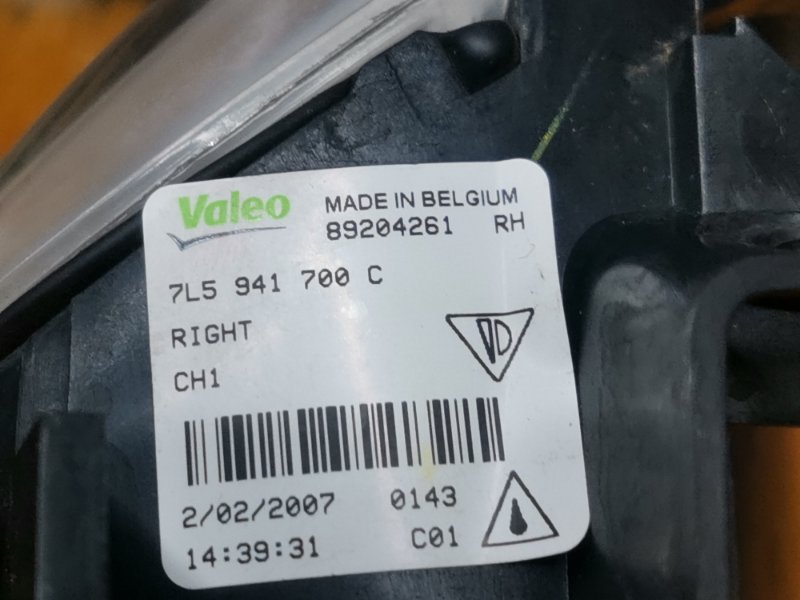 Valeo MADE IN BELGIUM
89204261 RH
7L5 941 700 C
RIGHT
CH1
2/02/2007 0143
14:39:31 C01